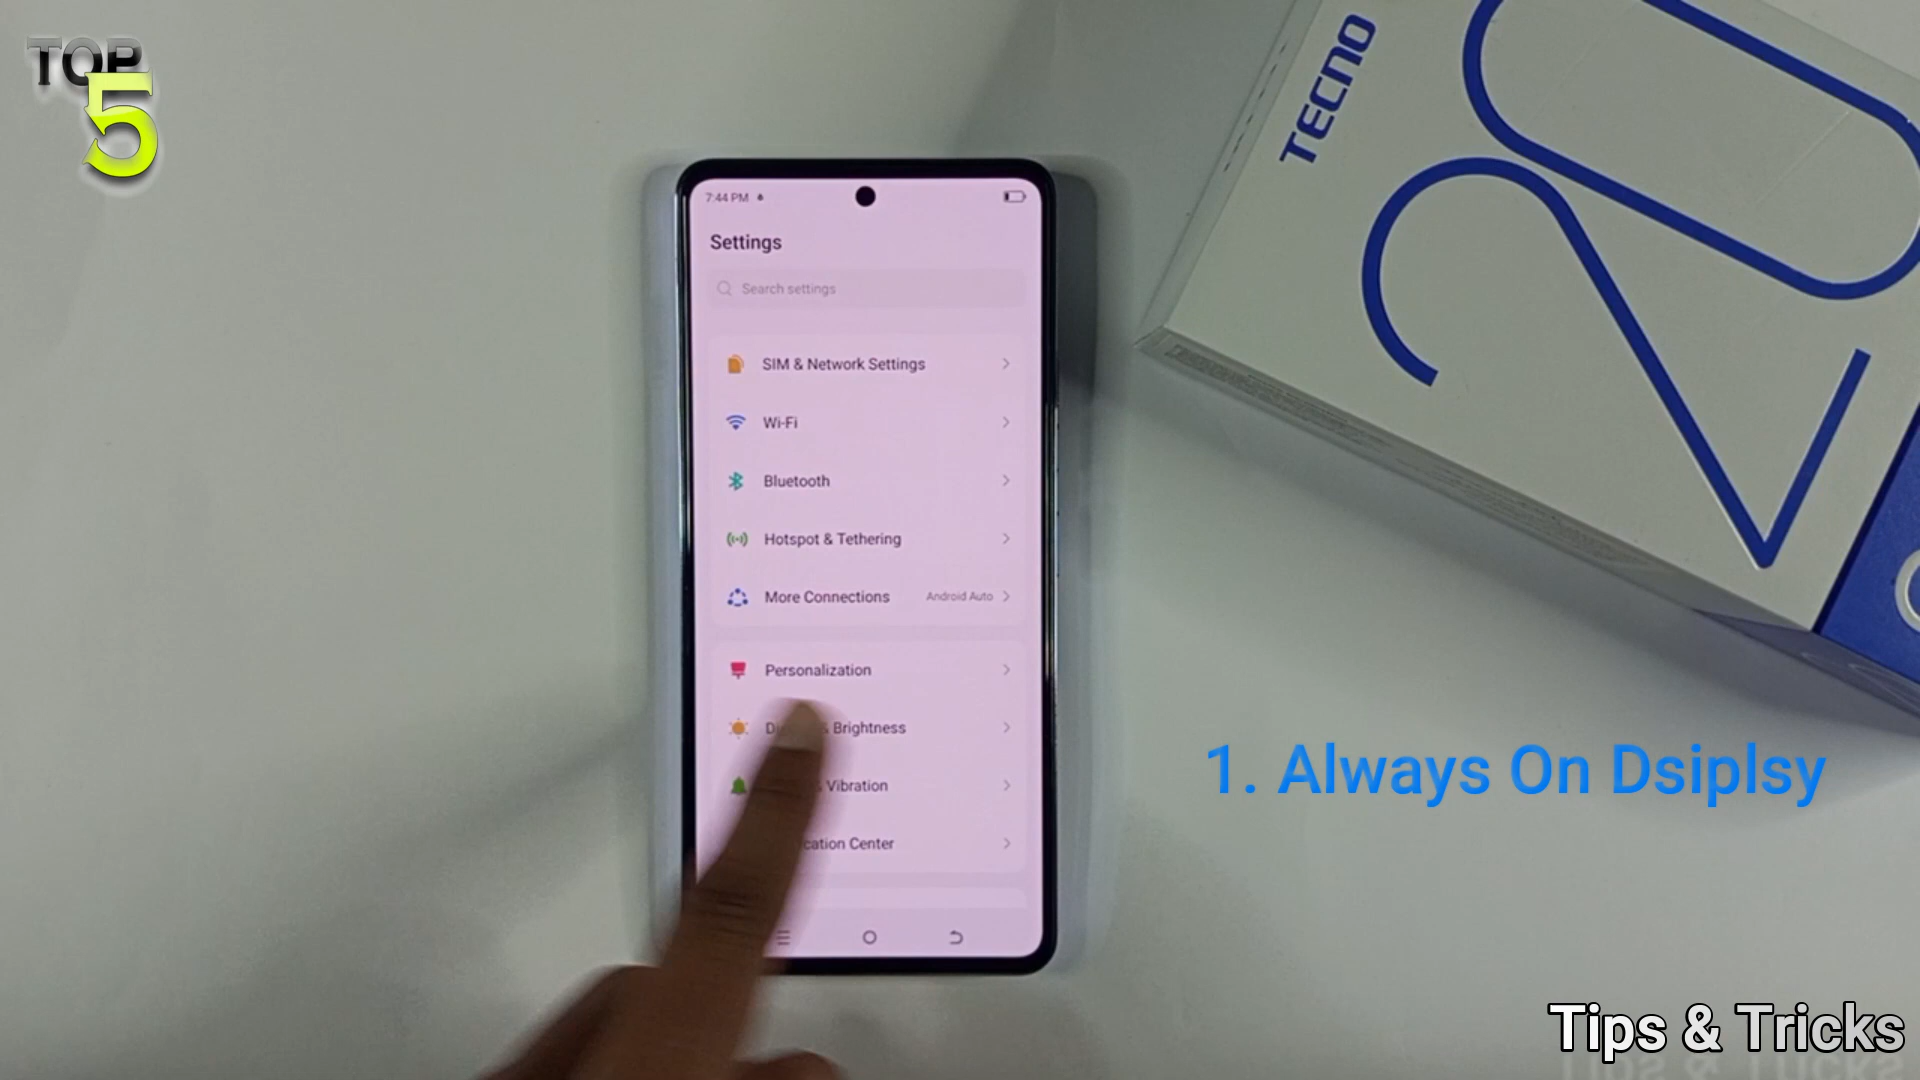 TOP
5
TECNO
20
7:44 PM
Settings
Search settings
SIM & Network Settings
Wi-Fi
Bluetooth
Hotspot & Tethering
More Connections Android Auto
Personalization
Brightness
Vibration
Center
1. Always On Dsiplsy
Tips & Tricks